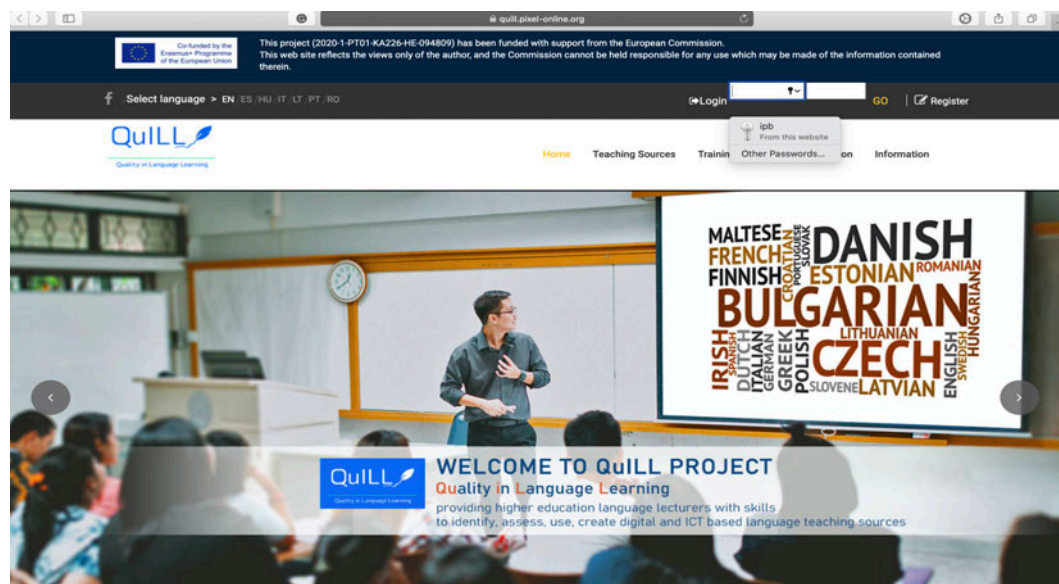 quill.pixel-online.org
Co-funded by the
Erasmus+ Programme
of the European Union
This project (2020-1-PT01-KA226-HE-094809) has been funded with support from the European Commission.
This web site reflects the views only of the author, and the Commission cannot be held responsible for any use which may be made of the information contained
therein.
Select language > EN /ES /HU /IT /LT /PT /RO
Login
GO | Register
ipb
From this website
Other Passwords...
QuILL
Quality in Language Learning
Home Teaching Sources Trainin on Information
MALTESE
FRENCH
FINNISH
CROATIAN
PORTUGUESE
SLOVAK
DANISH
ESTONIAN
ROMANIAN
BULGARIAN
HUNGARIAN
IRISH
SPANISH
DUTCH
ITALIAN
GERMAN
GREEK
POLISH
LITHUANIAN
CZECH
SLOVENE
LATVIAN
ENGLISH
SWEDISH
QuILL
Quality in Language Learning
WELCOME TO QuILL PROJECT
Quality in Language Learning
providing higher education language lecturers with skills
to identify, assess, use, create digital and ICT based language teaching sources